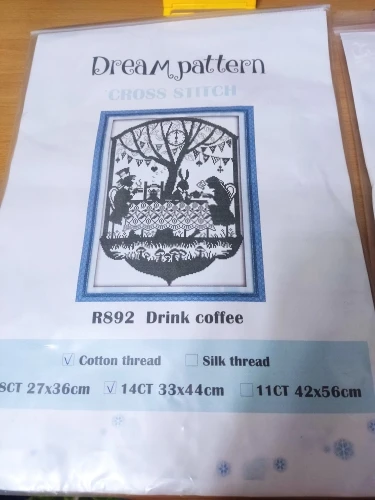 Dream pattern
CROSS STITCH
R892 Drink coffee
Cotton thread Silk thread
8CT 27x36cm 14CT 33x44cm 11CT 42x56cm